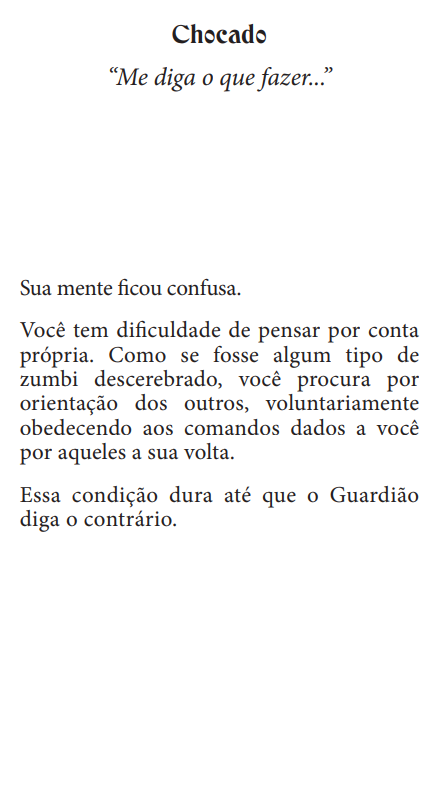 Chocado
“Me diga o que fazer...”
Sua mente ficou confusa.
Você tem dificuldade de pensar por conta
própria. Como se fosse algum tipo de
zumbi descerebrado, você procura por
orientação dos outros, voluntariamente
obedecendo aos comandos dados a você
por aqueles a sua volta.
Essa condição dura até que o Guardião
diga o contrário.